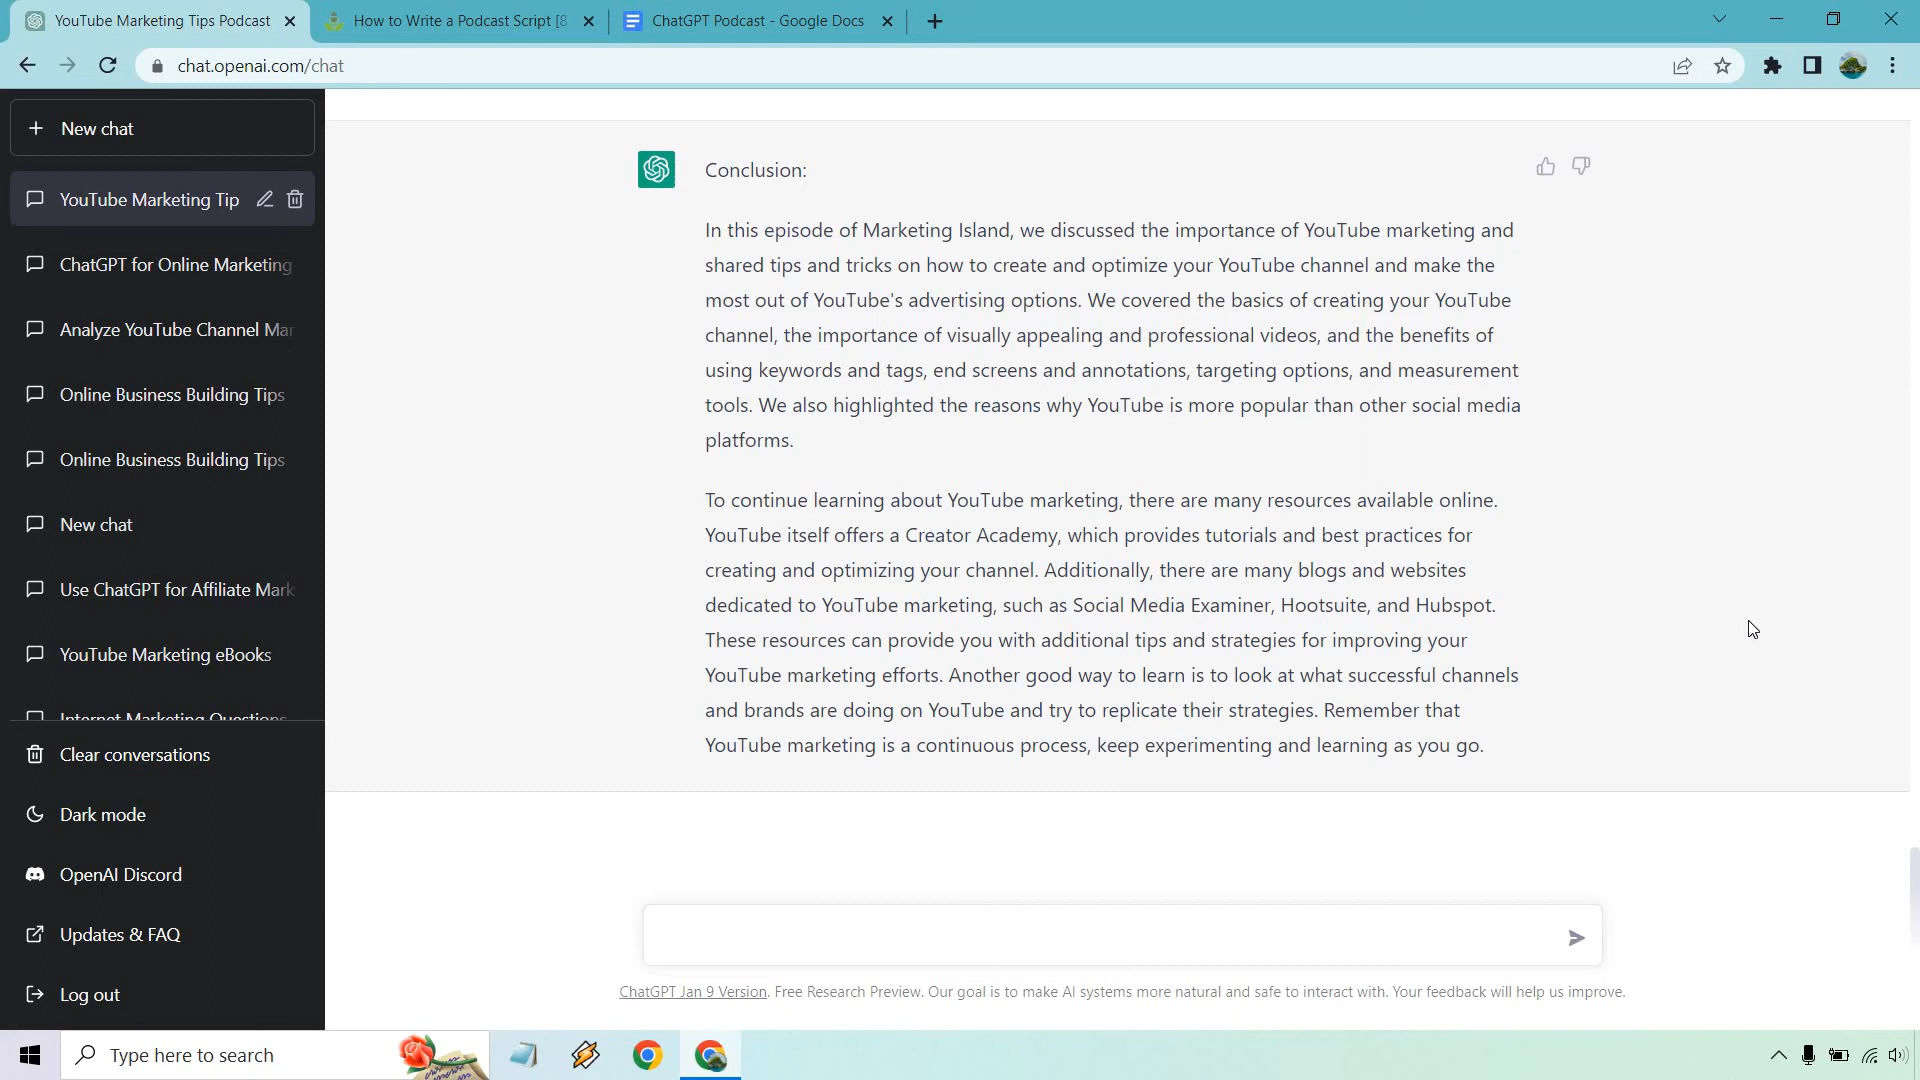 YouTube Marketing Tips Podcast
How to Write a Podcast Script [8
ChatGPT Podcast - Google Docs
chat.openai.com/chat
New chat
YouTube Marketing Tip
ChatGPT for Online Marketing
Analyze YouTube Channel Mar
Online Business Building Tips
Online Business Building Tips
New chat
Use ChatGPT for Affiliate Mark
YouTube Marketing eBooks
Internet Marketing Questions
Clear conversations
Dark mode
OpenAI Discord
Updates & FAQ
Log out
Conclusion:
In this episode of Marketing Island, we discussed the importance of YouTube marketing and
shared tips and tricks on how to create and optimize your YouTube channel and make the
most out of YouTube's advertising options. We covered the basics of creating your YouTube
channel, the importance of visually appealing and professional videos, and the benefits of
using keywords and tags, end screens and annotations, targeting options, and measurement
tools. We also highlighted the reasons why YouTube is more popular than other social media
platforms.
To continue learning about YouTube marketing, there are many resources available online.
YouTube itself offers a Creator Academy, which provides tutorials and best practices for
creating and optimizing your channel. Additionally, there are many blogs and websites
dedicated to YouTube marketing, such as Social Media Examiner, Hootsuite, and Hubspot.
These resources can provide you with additional tips and strategies for improving your
YouTube marketing efforts. Another good way to learn is to look at what successful channels
and brands are doing on YouTube and try to replicate their strategies. Remember that
YouTube marketing is a continuous process, keep experimenting and learning as you go.
ChatGPT Jan 9 Version. Free Research Preview. Our goal is to make AI systems more natural and safe to interact with. Your feedback will help us improve.
Type here to search